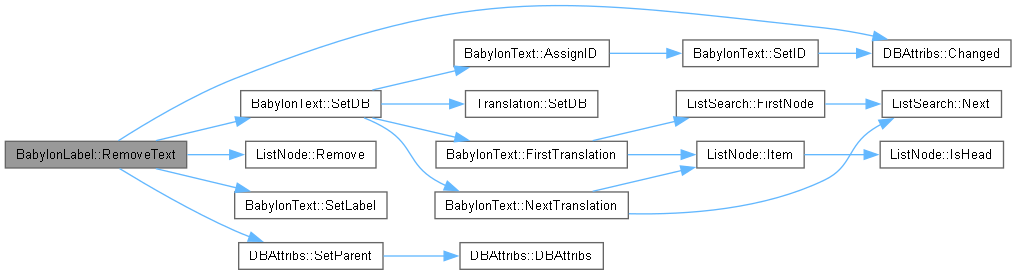 BabylonLabel::RemoveText
BabylonText::SetDB
ListNode::Remove
BabylonText::SetLabel
DBAttribs::SetParent
BabylonText::AssignID
Translation::SetDB
BabylonText::FirstTranslation
BabylonText::NextTranslation
DBAttribs::DBAttribs
BabylonText::SetID
ListSearch::FirstNode
ListNode::Item
DBAttribs::Changed
ListSearch::Next
ListNode::IsHead